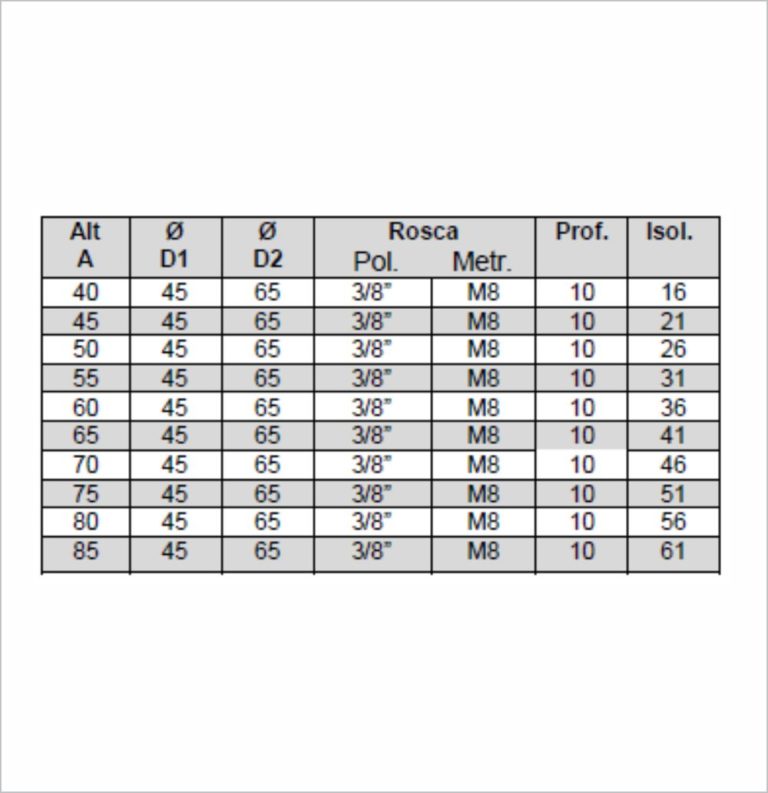 Alt Ø Ø Rosca Prof. Isol.
A D1 D2 Pol. Metr.
40 45 65 3/8” M8 10 16
45 45 65 3/8” M8 10 21
50 45 65 3/8” M8 10 26
55 45 65 3/8” M8 10 31
60 45 65 3/8” M8 10 36
65 45 65 3/8” M8 10 41
70 45 65 3/8” M8 10 46
75 45 65 3/8” M8 10 51
80 45 65 3/8” M8 10 56
85 45 65 3/8” M8 10 61